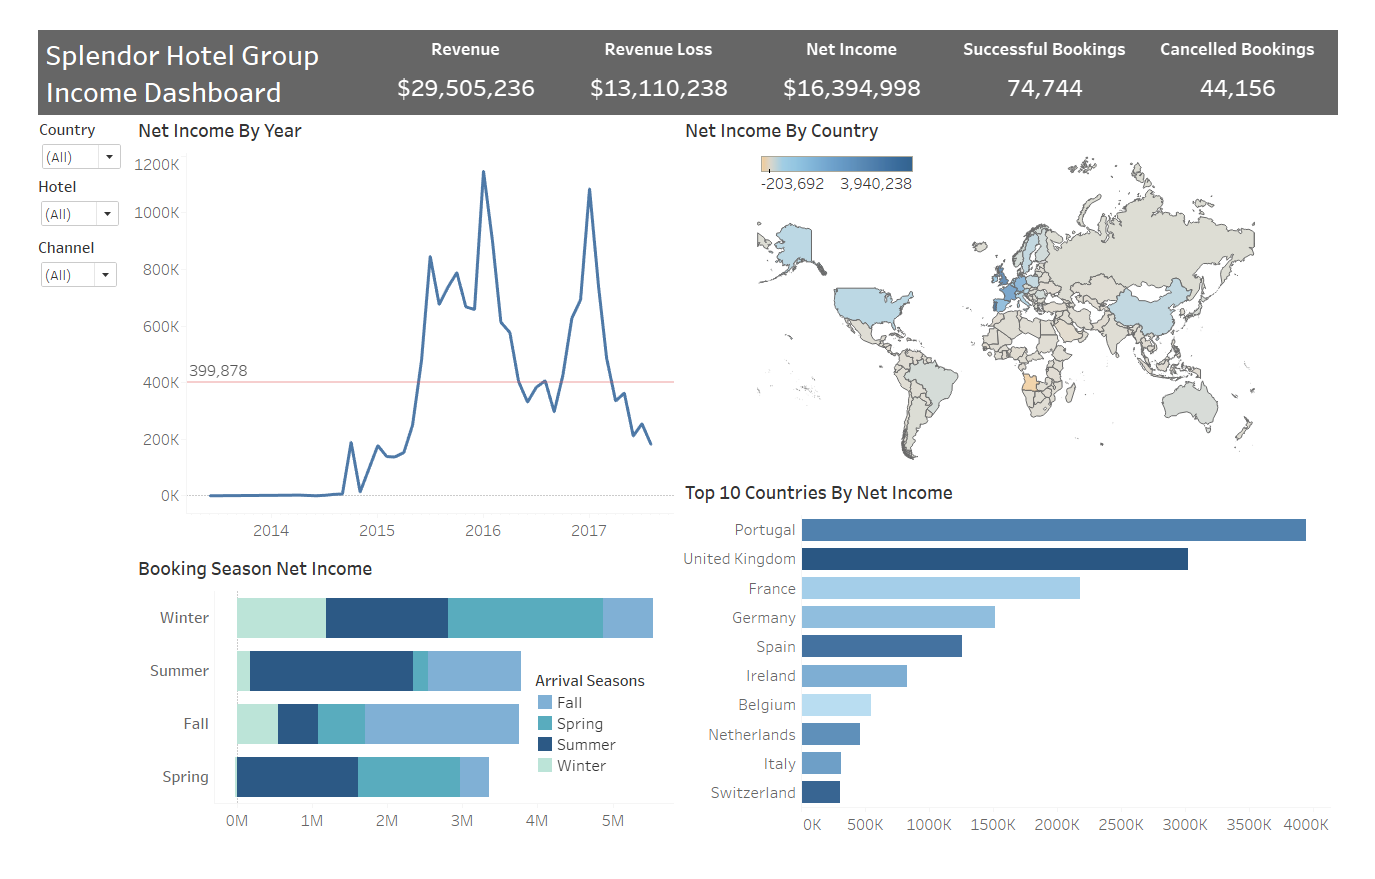 Splendor Hotel Group
Income Dashboard
Revenue
$29,505,236
Revenue Loss
$13,110,238
Net Income
$16,394,998
Successful Bookings
74,744
Cancelled Bookings
44,156
Country
(All)
Hotel
(All)
Channel
(All)
Net Income By Year
1200K
1000K
800K
600K
400K
200K
0K
399,878
2014
2015
2016
2017
Net Income By Country
-203,692
3,940,238
Booking Season Net Income
Winter
Summer
Fall
Spring
0M
1M
2M
3M
4M
5M
Arrival Seasons
Fall
Spring
Summer
Winter
Top 10 Countries By Net Income
Portugal
United Kingdom
France
Germany
Spain
Ireland
Belgium
Netherlands
Italy
Switzerland
0K
500K
1000K
1500K
2000K
2500K
3000K
3500K
4000K